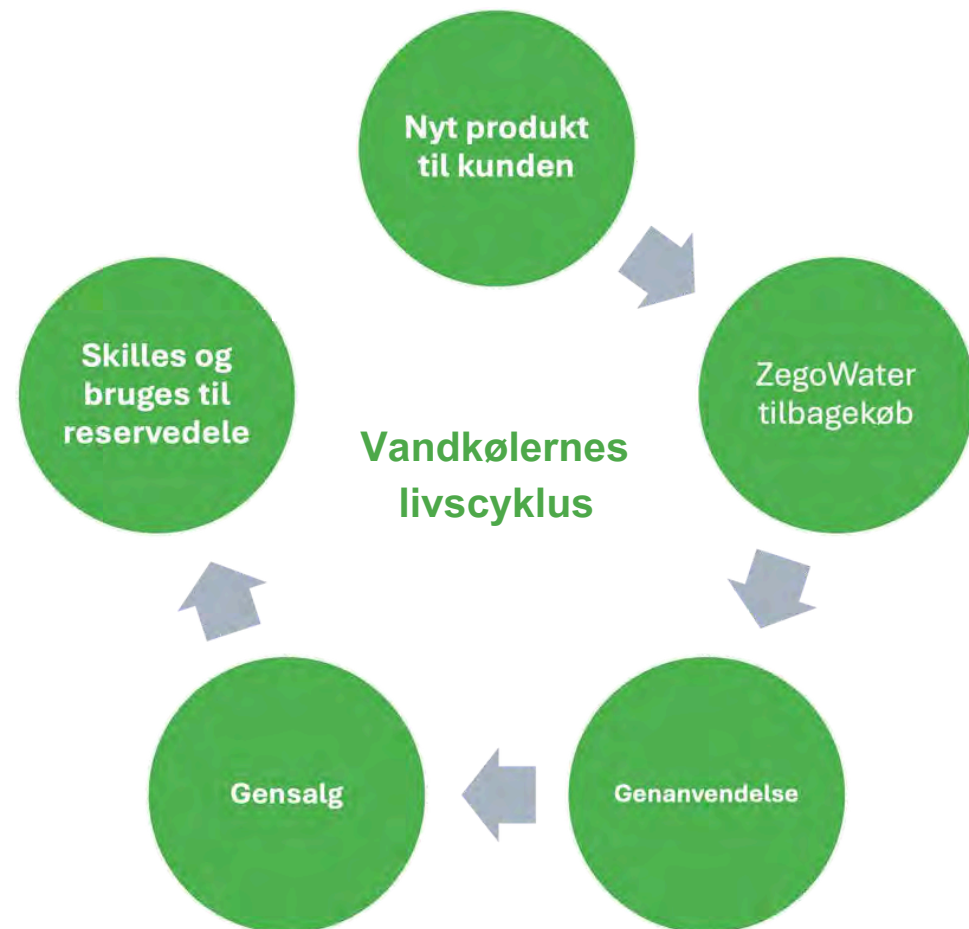 Nyt produkt
til kunden
ZegoWater
tilbagekøb
Genanvendelse
Gensalg
Skilles og
bruges til
reservedele
Vandkølernes
livscyklus